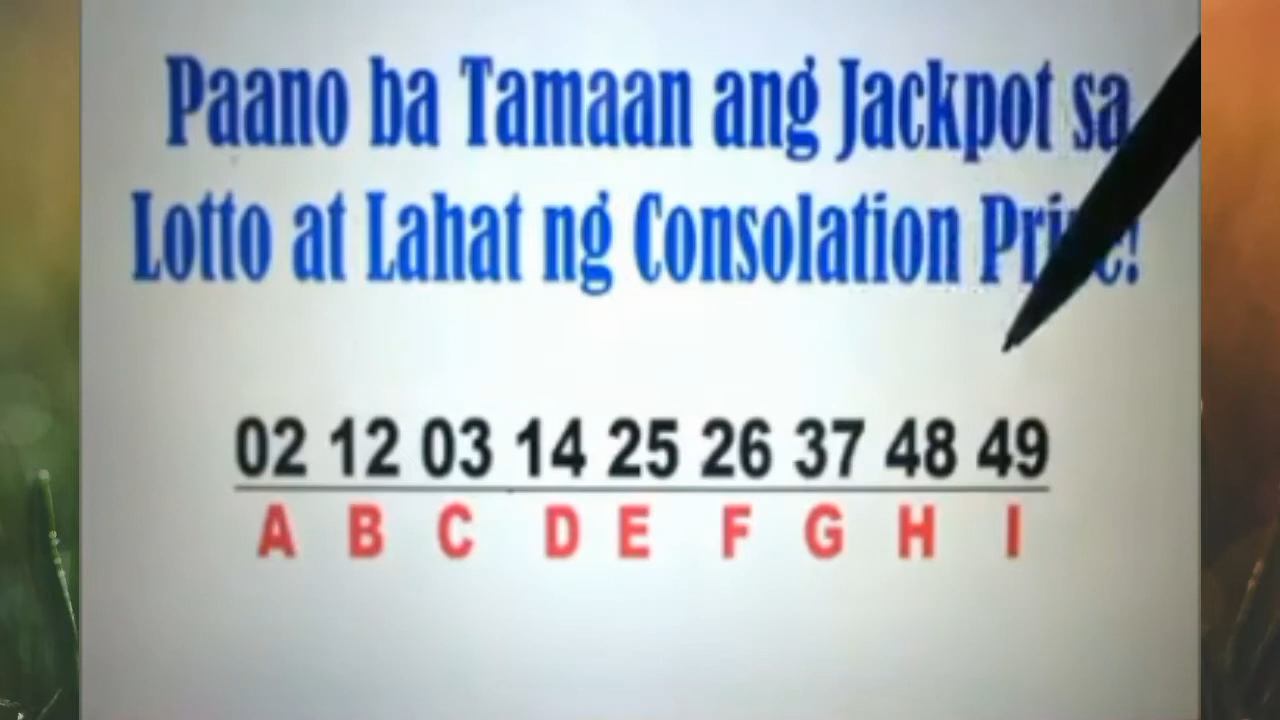 Paano ba Tamaan ang Jackpot sa
Lotto at Lahat ng Consolation
02 12 03 14 25 26 37 48 49
A B C D E F G H I